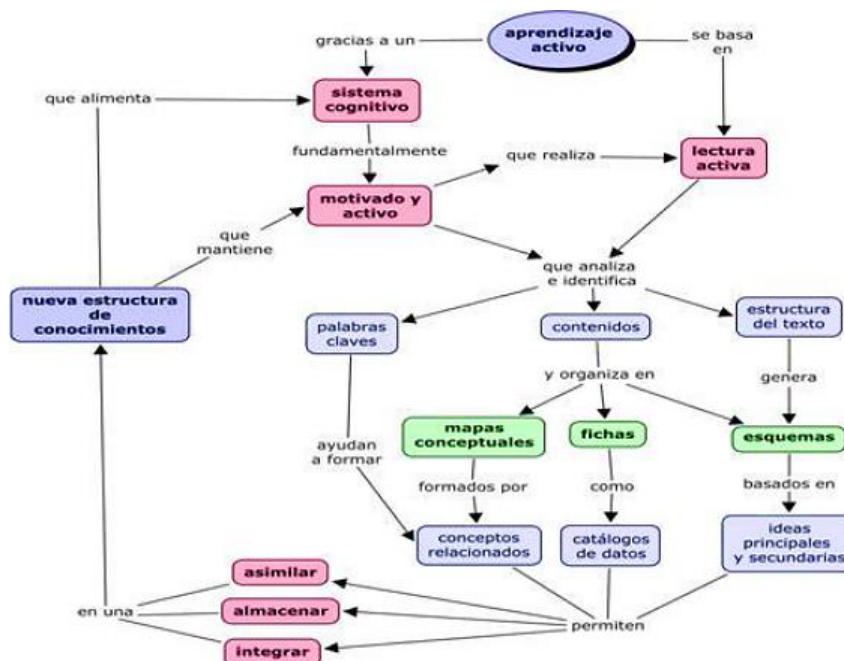 aprendizaje
activo
gracias a un
se basa
en
que alimenta
sistema
cognitivo
fundamentalmente
que realiza
lectura
activa
motivado y
activo
que
mantiene
que analiza
e identifica
nueva estructura
de
conocimientos
palabras
claves
contenidos
estructura
del texto
y organiza en
genera
mapas
conceptuales
fichas
esquemas
ayudan
a formar
formados por
como
basados en
conceptos
relacionados
catálogos
de datos
ideas
principales
y secundarias
asimilar
en una
almacenar
permiten
integrar